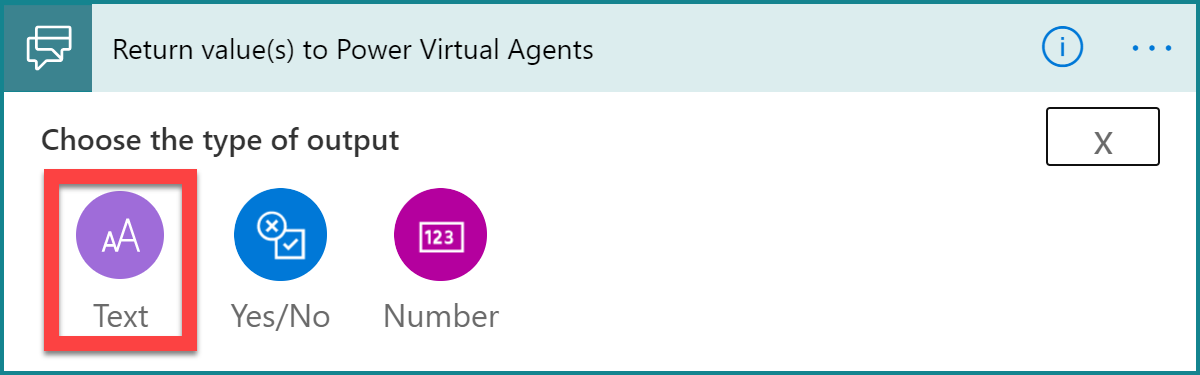 Return value(s) to Power Virtual Agents
i
Choose the type of output
X
AA
123
Text
Yes/No
Number